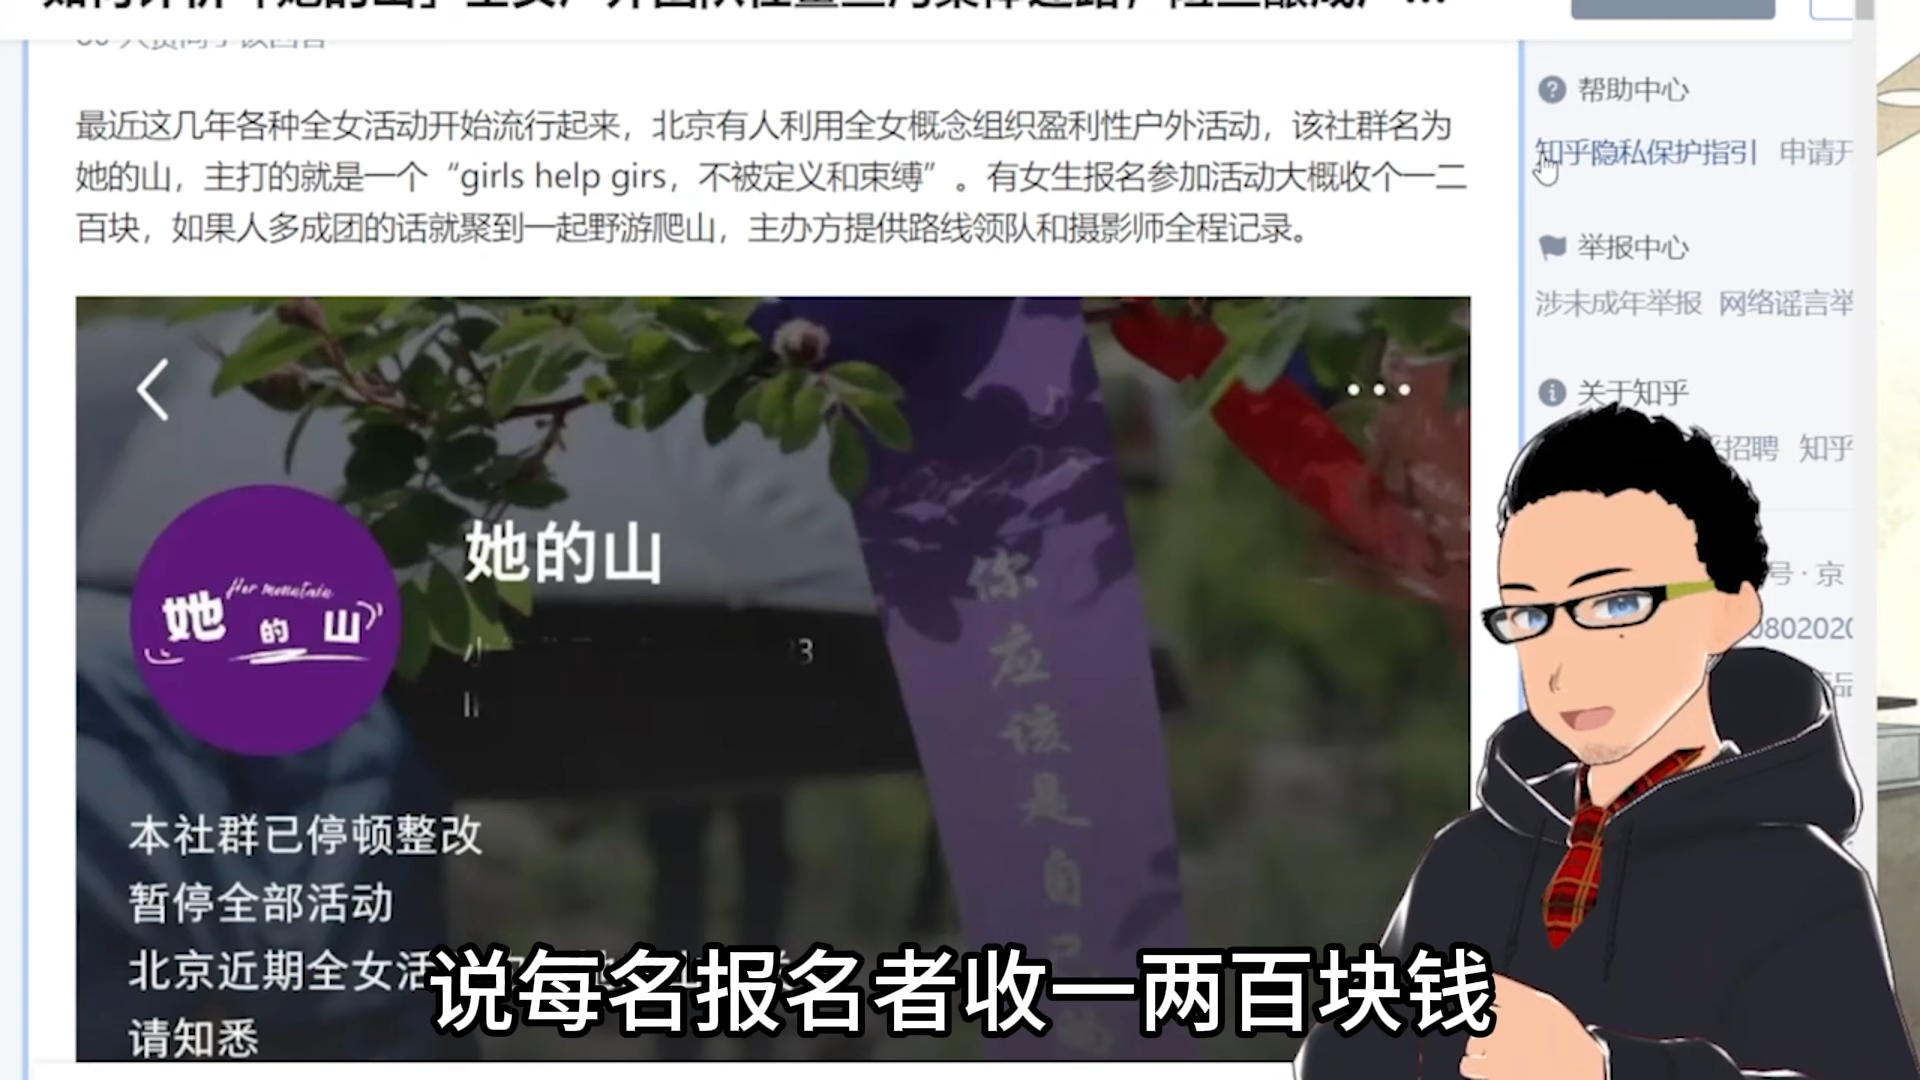 最近这几年各种全女活动开始流行起来，北京有人利用全女概念组织盈利性户外活动，该社群名为
她的山，主打的就是一个“girls help girs，不被定义和束缚”。有女生报名参加活动大概收个一二
百块，如果人多成团的话就聚到一起野游爬山，主办方提供路线领队和摄影师全程记录。
帮助中心
知乎隐私保护指引 申请开
举报中心
涉未成年举报 网络谣言举
关于知乎
乎招聘 知乎
号 · 京
080202
她的山
Her mountain
她的山
你应该是自己的
本社群已停顿整改
暂停全部活动
北京近期全女活
请知悉
说每名报名者收一两百块钱